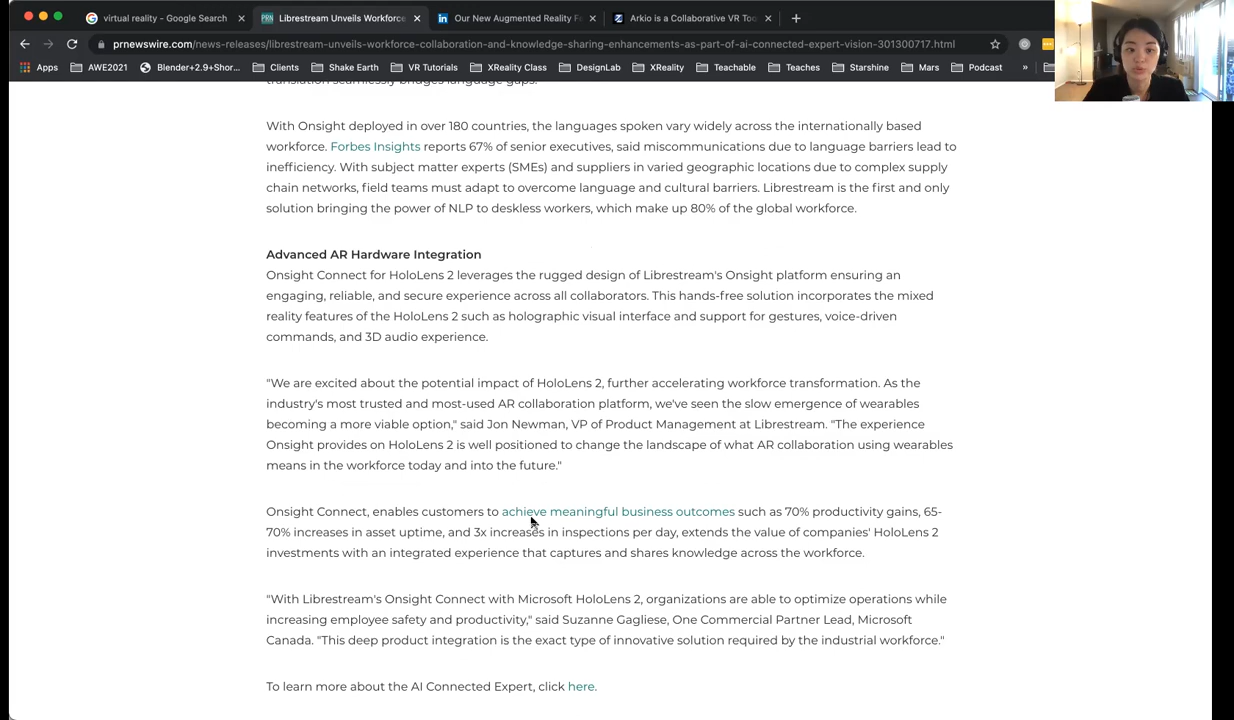 virtual reality - Google Search
Librestream Unveils Workforce
Our New Augmented Reality F
Arkio is a Collaborative VR Too
prnewswire.com/news-releases/librestream-unveils-workforce-collaboration-and-knowledge-sharing-enhancements-as-part-of-ai-connected-expert-vision-301300717.html
Apps AWE2021 Blender+2.9+Shor... Clients Shake Earth VR Tutorials XReality Class DesignLab XReality Teachable Teaches Starshine Mars Podcast »
translation seamlessly bridges language gaps.
With Onsight deployed in over 180 countries, the languages spoken vary widely across the internationally based
workforce. Forbes Insights reports 67% of senior executives, said miscommunications due to language barriers lead to
inefficiency. With subject matter experts (SMEs) and suppliers in varied geographic locations due to complex supply
chain networks, field teams must adapt to overcome language and cultural barriers. Librestream is the first and only
solution bringing the power of NLP to deskless workers, which make up 80% of the global workforce.
Advanced AR Hardware Integration
Onsight Connect for HoloLens 2 leverages the rugged design of Librestream's Onsight platform ensuring an
engaging, reliable, and secure experience across all collaborators. This hands-free solution incorporates the mixed
reality features of the HoloLens 2 such as holographic visual interface and support for gestures, voice-driven
commands, and 3D audio experience.
"We are excited about the potential impact of HoloLens 2, further accelerating workforce transformation. As the
industry's most trusted and most-used AR collaboration platform, we've seen the slow emergence of wearables
becoming a more viable option," said Jon Newman, VP of Product Management at Librestream. "The experience
Onsight provides on HoloLens 2 is well positioned to change the landscape of what AR collaboration using wearables
means in the workforce today and into the future."
Onsight Connect, enables customers to achieve meaningful business outcomes such as 70% productivity gains, 65-
70% increases in asset uptime, and 3x increases in inspections per day, extends the value of companies' HoloLens 2
investments with an integrated experience that captures and shares knowledge across the workforce.
"With Librestream's Onsight Connect with Microsoft HoloLens 2, organizations are able to optimize operations while
increasing employee safety and productivity," said Suzanne Gagliese, One Commercial Partner Lead, Microsoft
Canada. "This deep product integration is the exact type of innovative solution required by the industrial workforce."
To learn more about the AI Connected Expert, click here.